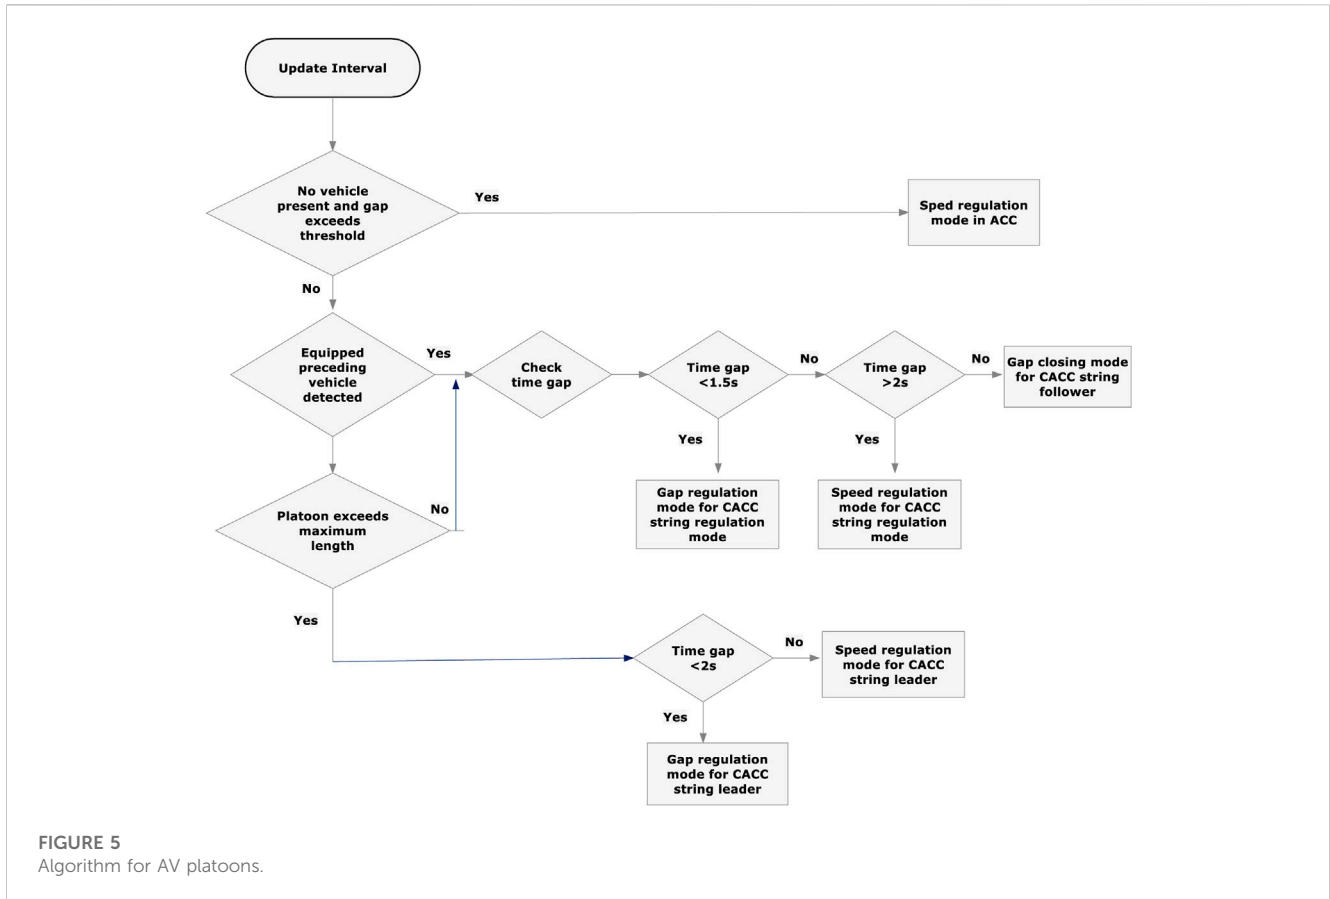 Update Interval
No vehicle
present and gap
exceeds
threshold
Yes
Sped regulation
mode in ACC
No
Equipped
preceding
vehicle
detected
Yes
Check
time gap
Time gap
<1.5s
No
Time gap
>2s
No
Gap closing mode
for CACC string
follower
Yes
Yes
Platoon exceeds
maximum
length
No
Gap regulation
mode for CACC
string regulation
mode
Speed regulation
mode for CACC
string regulation
mode
Yes
Time gap
<2s
No
Speed regulation
mode for CACC
string leader
Yes
Gap regulation
mode for CACC
string leader
FIGURE 5
Algorithm for AV platoons.